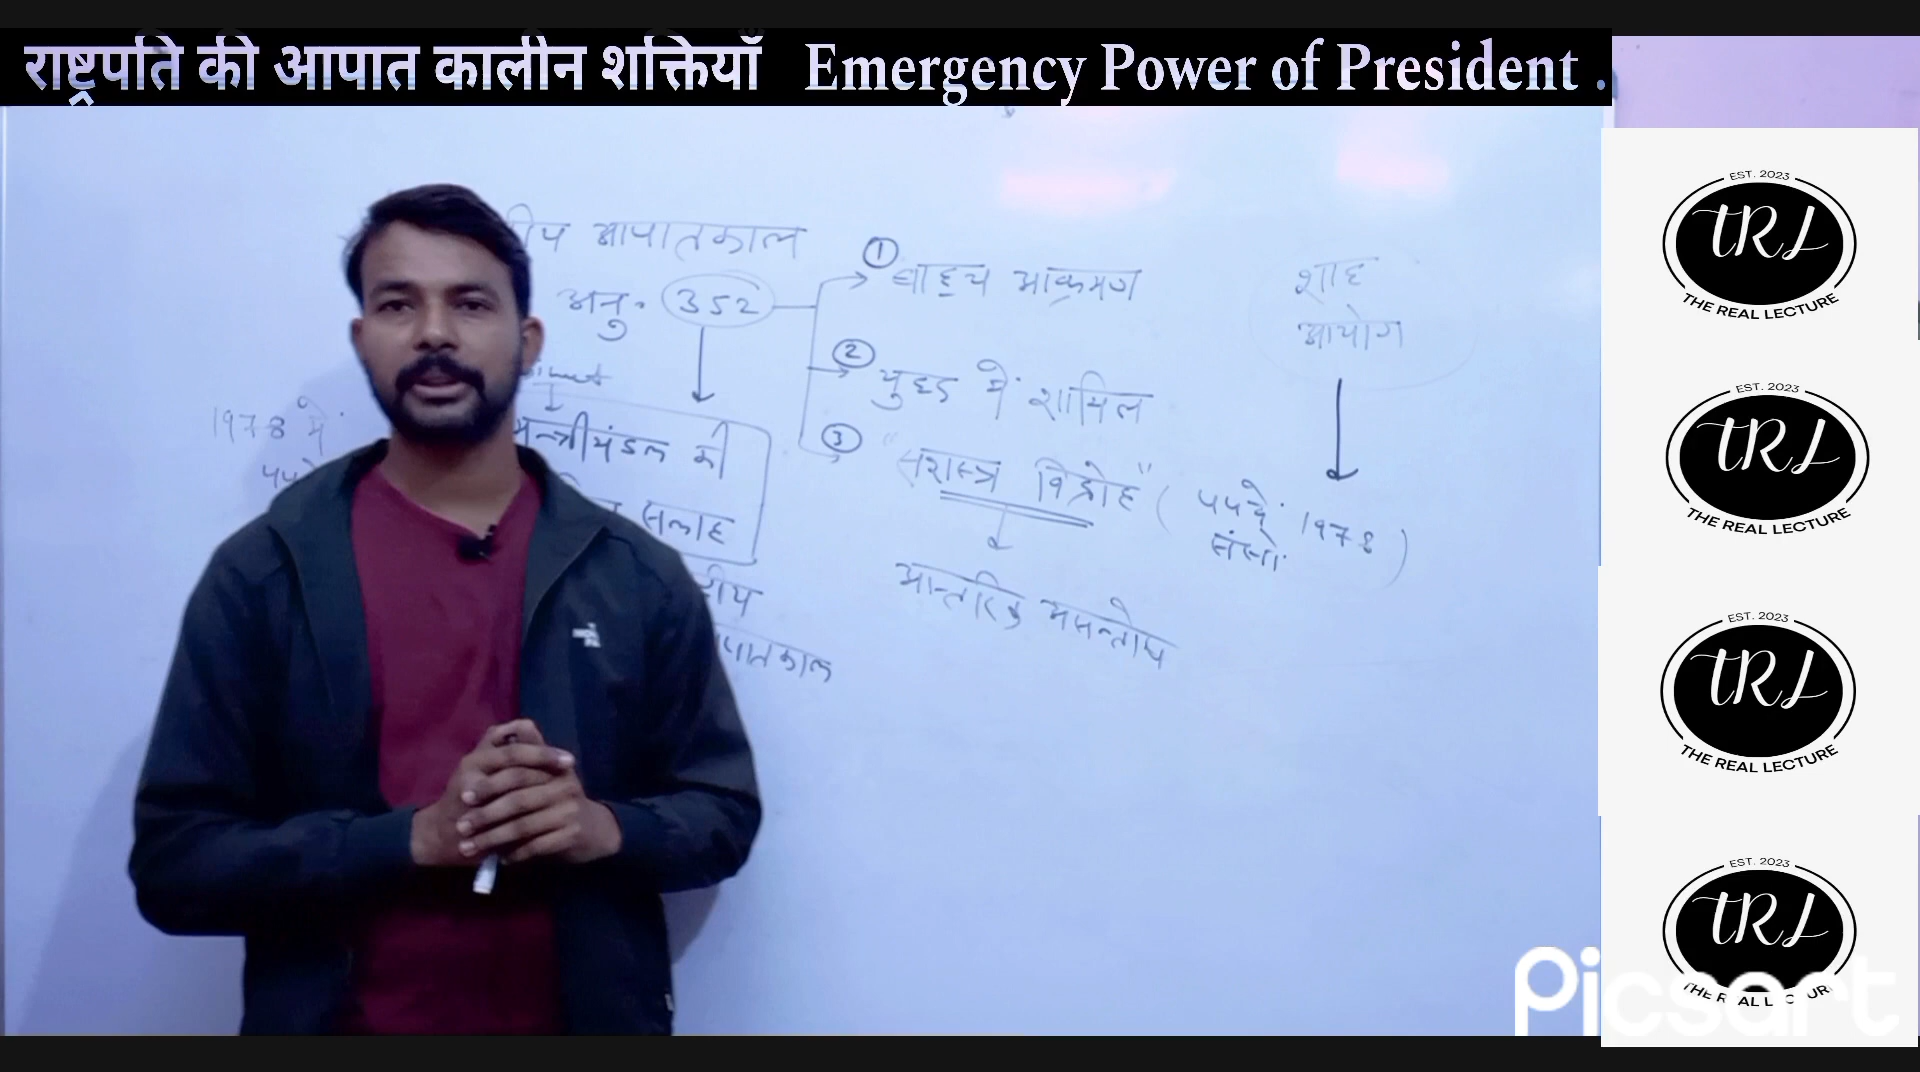 राष्ट्रपति की आपात कालीन शक्तियाँ Emergency Power of President .
ीय आपातकाल
अनु॰ 352
① बाह्य आक्रमण
② युद्ध में शामिल
③ "सशस्त्र विद्रोह" ( 44वें 1978 )
संसो॰
आन्तरिक असन्तोष
शाह
आयोग
1978 में
मन्त्रीमंडल की
सलाह
ट्रीय
पातकाल
EST. 2023
TRL
THE REAL LECTURE
EST. 2023
TRL
THE REAL LECTURE
EST. 2023
TRL
THE REAL LECTURE
EST. 2023
TRL
Picsart